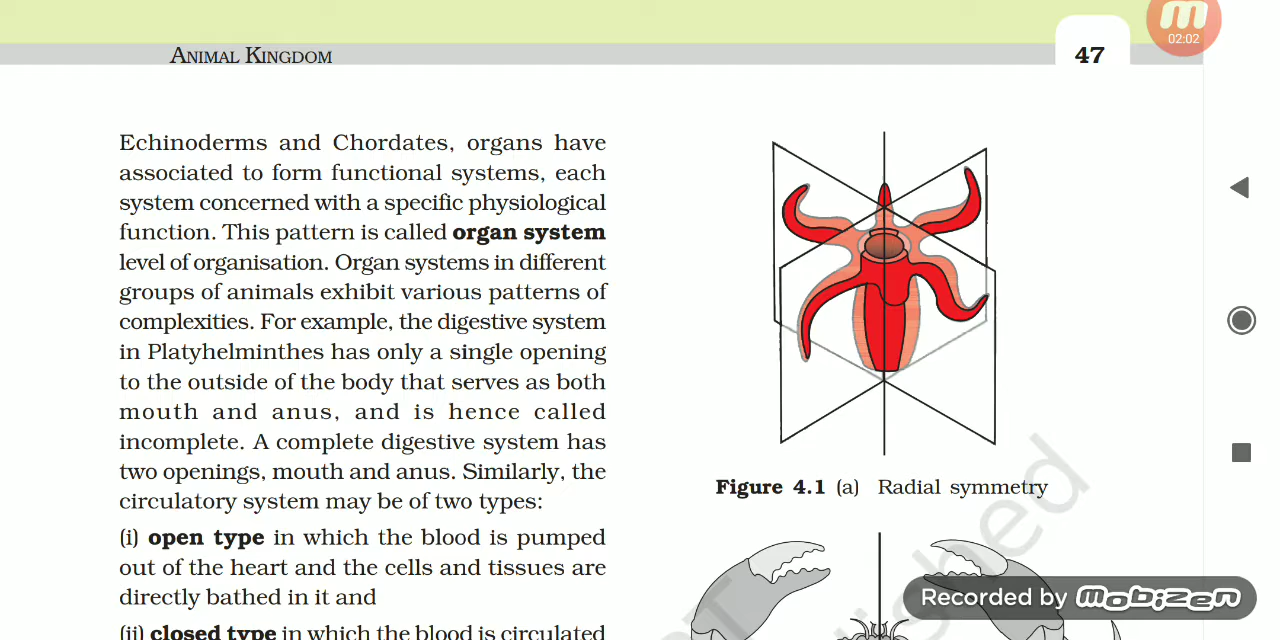 ANIMAL KINGDOM
47
02:02
Echinoderms and Chordates, organs have
associated to form functional systems, each
system concerned with a specific physiological
function. This pattern is called organ system
level of organisation. Organ systems in different
groups of animals exhibit various patterns of
complexities. For example, the digestive system
in Platyhelminthes has only a single opening
to the outside of the body that serves as both
mouth and anus, and is hence called
incomplete. A complete digestive system has
two openings, mouth and anus. Similarly, the
circulatory system may be of two types:
(i) open type in which the blood is pumped
out of the heart and the cells and tissues are
directly bathed in it and
(ii) closed type in which the blood is circulated
Figure 4.1 (a) Radial symmetry
Recorded by mobizen